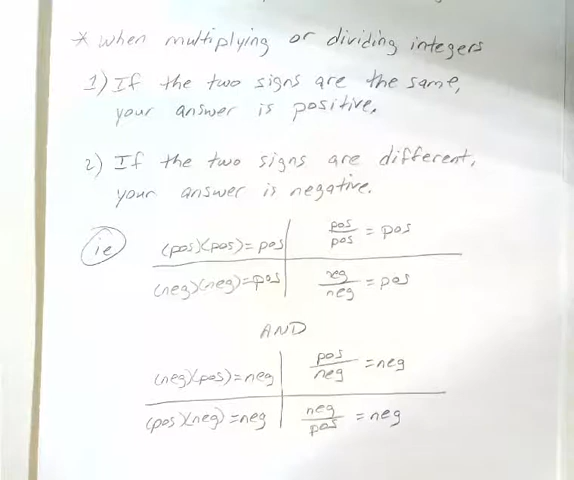 * when multiplying or dividing integers
1) If the two signs are the same,
your answer is positive.
2) If the two signs are different,
your answer is negative.
ie
(pos)(pos) = pos | pos/pos = pos
(neg)(neg) = pos | neg/neg = pos
AND
(neg)(pos) = neg | pos/neg = neg
(pos)(neg) = neg | neg/pos = neg